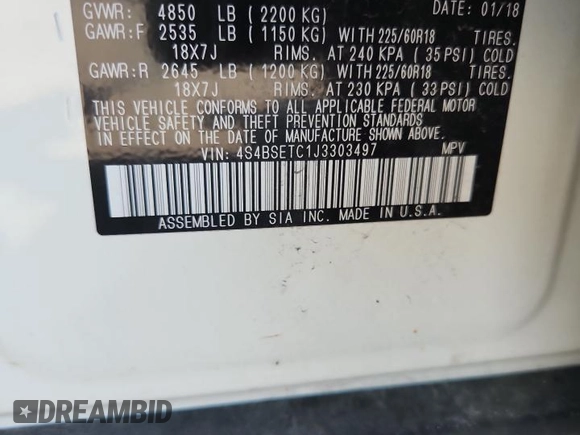 GVWR: 4850 LB (2200 KG) DATE: 01/18
GAWR:F 2535 LB (1150 KG) WITH 225/60R18 TIRES.
18X7J RIMS. AT 240 KPA (35 PSI) COLD
GAWR:R 2645 LB (1200 KG) WITH 225/60R18 TIRES.
18X7J RIMS. AT 230 KPA (33 PSI) COLD
THIS VEHICLE CONFORMS TO ALL APPLICABLE FEDERAL MOTOR
VEHICLE SAFETY AND THEFT PREVENTION STANDARDS
IN EFFECT ON THE DATE OF MANUFACTURE SHOWN ABOVE.
VIN: 4S4BSETC1J3303497 MPV
ASSEMBLED BY SIA INC. MADE IN U.S.A.
DREAMBID